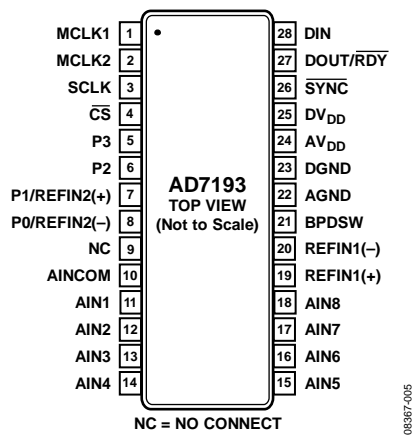 MCLK1 1
MCLK2 2
SCLK 3
C̅S̅ 4
P3 5
P2 6
P1/REFIN2(+) 7
P0/REFIN2(–) 8
NC 9
AINCOM 10
AIN1 11
AIN2 12
AIN3 13
AIN4 14
AD7193
TOP VIEW
(Not to Scale)
28 DIN
27 DOUT/R̅D̅Y̅
26 S̅Y̅N̅C̅
25 DVDD
24 AVDD
23 DGND
22 AGND
21 BPDSW
20 REFIN1(–)
19 REFIN1(+)
18 AIN8
17 AIN7
16 AIN6
15 AIN5
NC = NO CONNECT
08367-005